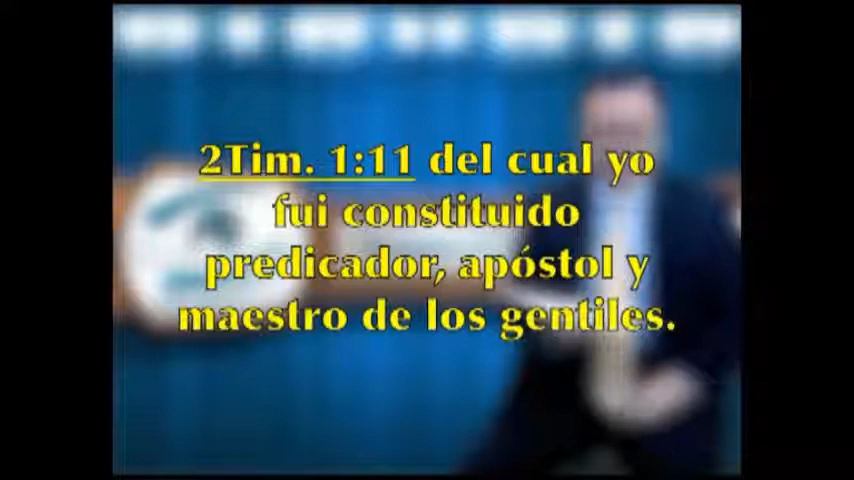 2Tim. 1:11 del cual yo
fui constituido
predicador, apóstol y
maestro de los gentiles.